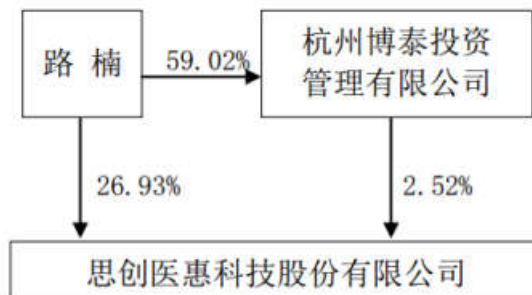 路 楠
59.02%
杭州博泰投资
管理有限公司
26.93%
2.52%
思创医惠科技股份有限公司